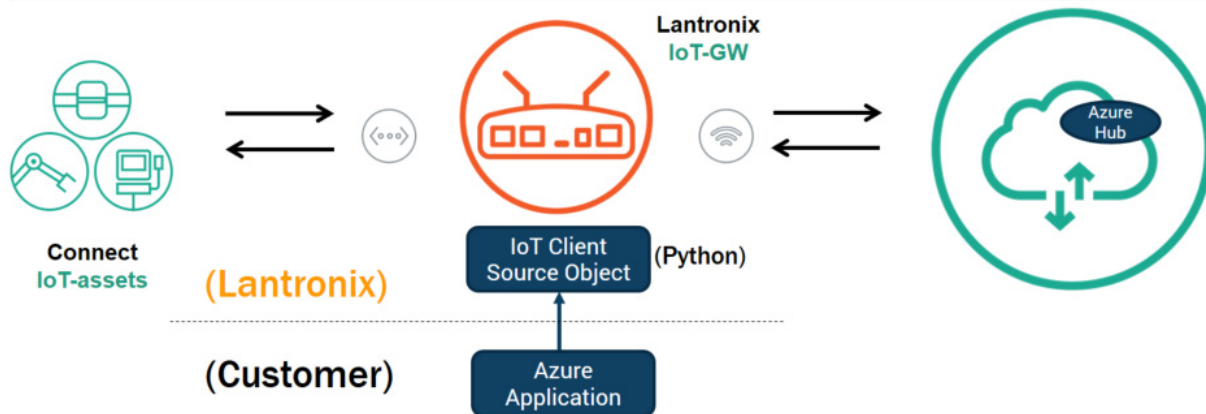 Lantronix
IoT-GW
Azure
Hub
Connect
IoT-assets
IoT Client
Source Object
(Python)
(Lantronix)
(Customer)
Azure
Application